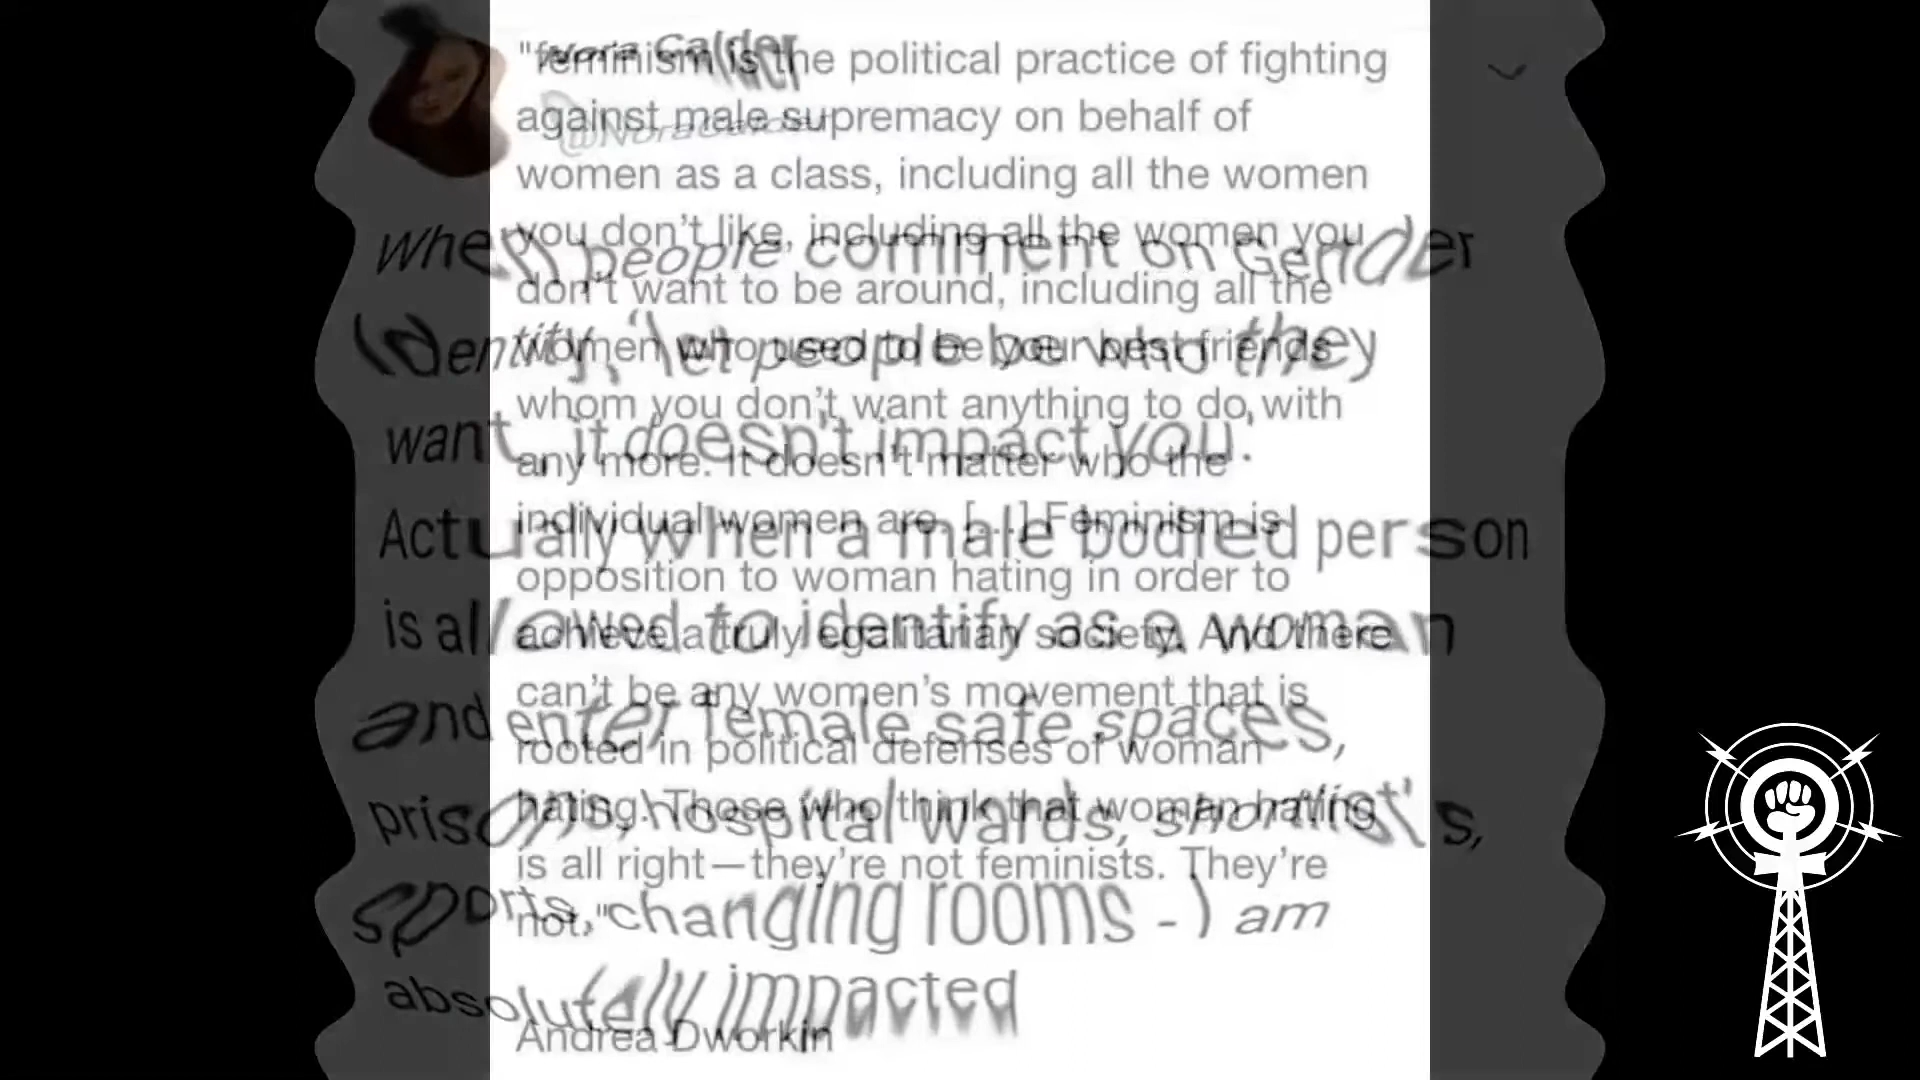 Nora Calder
@NoraCalder
when people comment on Gender
Identity, 'let people be who they
want, it doesn't impact you.'
Actually when a male bodied person
is allowed to identify as a woman
and enter female safe spaces,
prisons, hospital wards, shortlist's,
sports, changing rooms - I am
absolutely impacted
"feminism is the political practice of fighting
against male supremacy on behalf of
women as a class, including all the women
you don't like, including all the women you
don't want to be around, including all the
women who used to be your best friends
whom you don't want anything to do with
any more. It doesn't matter who the
individual women are. [...] Feminism is
opposition to woman hating in order to
achieve a truly egalitarian society. And there
can't be any women's movement that is
rooted in political defenses of woman
hating. Those who think that woman hating
is all right—they're not feminists. They're
not."
Andrea Dworkin